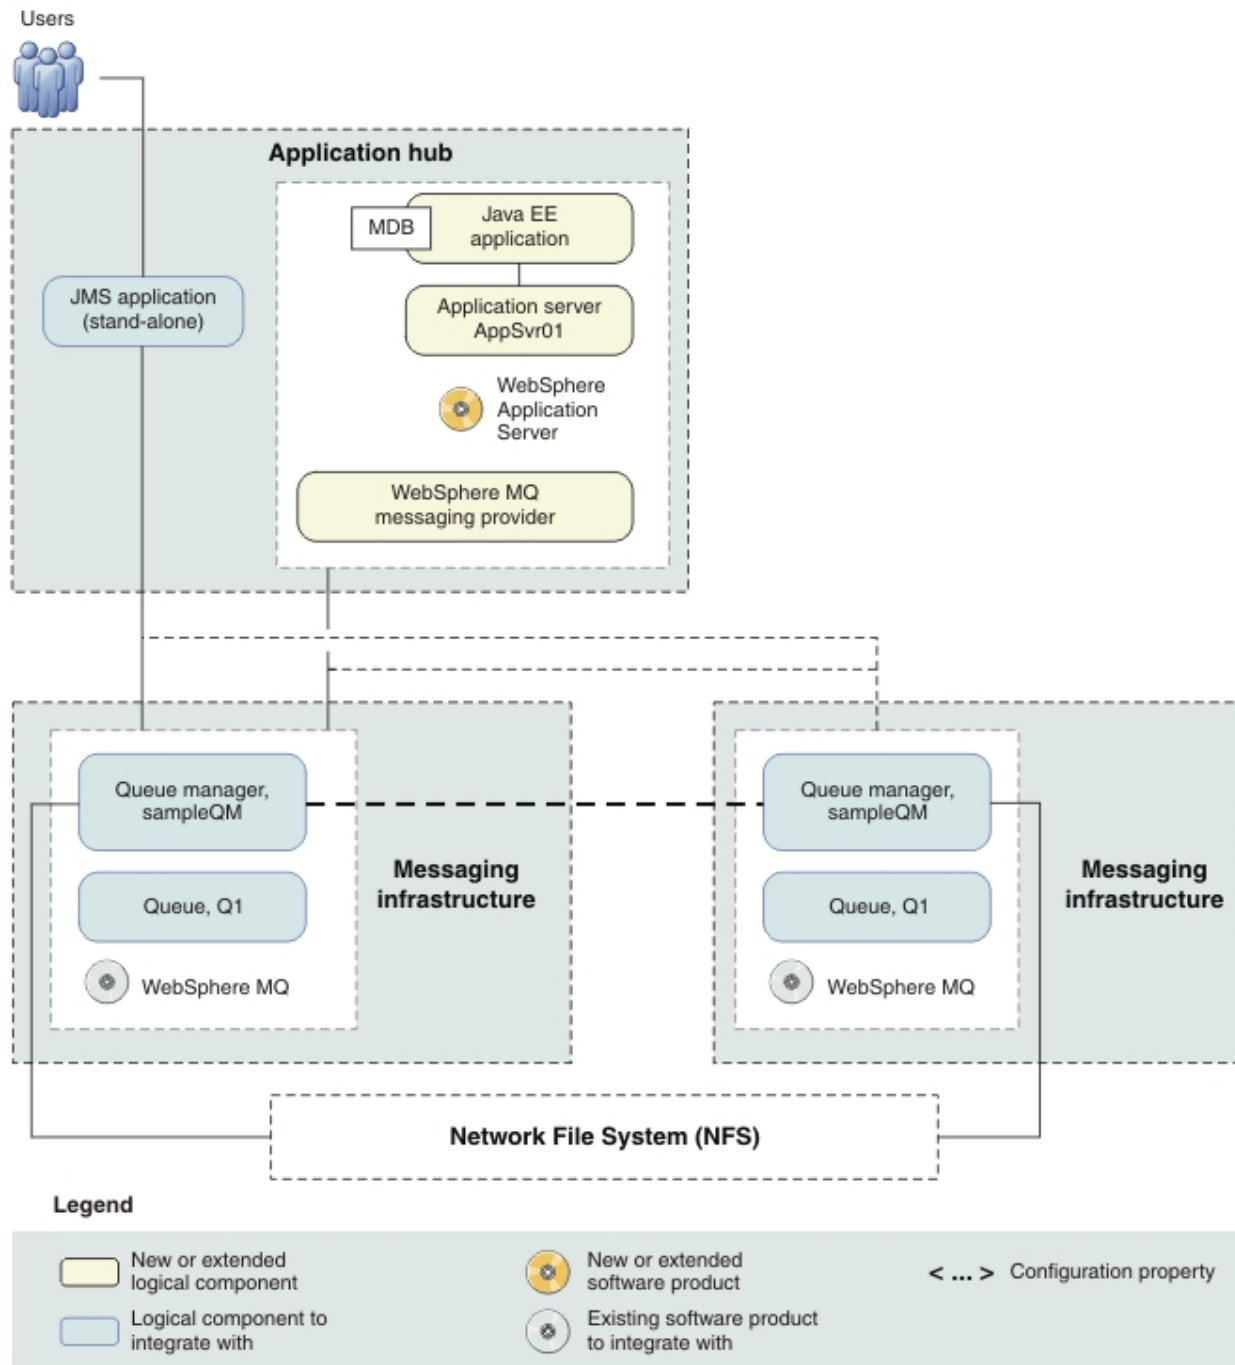 Users
Application hub
MDB
Java EE
application
JMS application
(stand-alone)
Application server
AppSvr01
WebSphere
Application
Server
WebSphere MQ
messaging provider
Queue manager,
sampleQM
Messaging
infrastructure
Queue, Q1
WebSphere MQ
Queue manager,
sampleQM
Messaging
infrastructure
Queue, Q1
WebSphere MQ
Network File System (NFS)
Legend
New or extended
logical component
New or extended
software product
< ... > Configuration property
Logical component to
integrate with
Existing software product
to integrate with